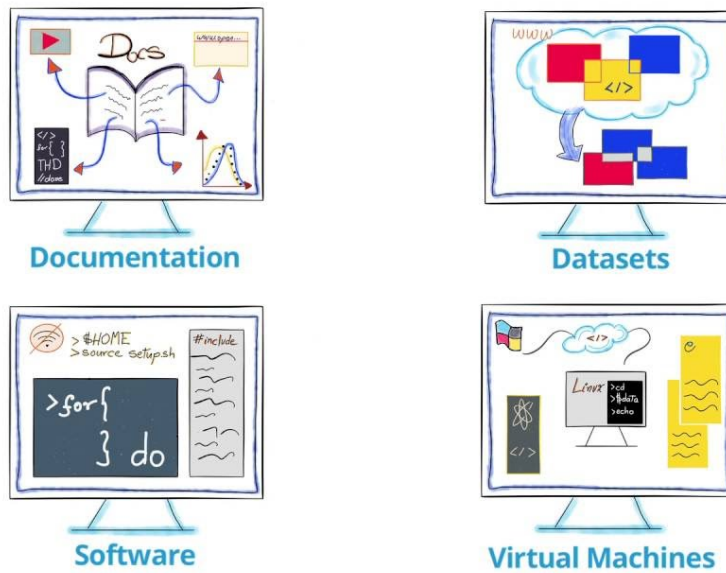 Docs
</>
for{ }
THD
//done
Documentation
www
</>
Datasets
> $HOME
> source setup.sh
#include
>for{
} do
Software
</>
Linux
>cd
>$data
>echo
e
</>
Virtual Machines